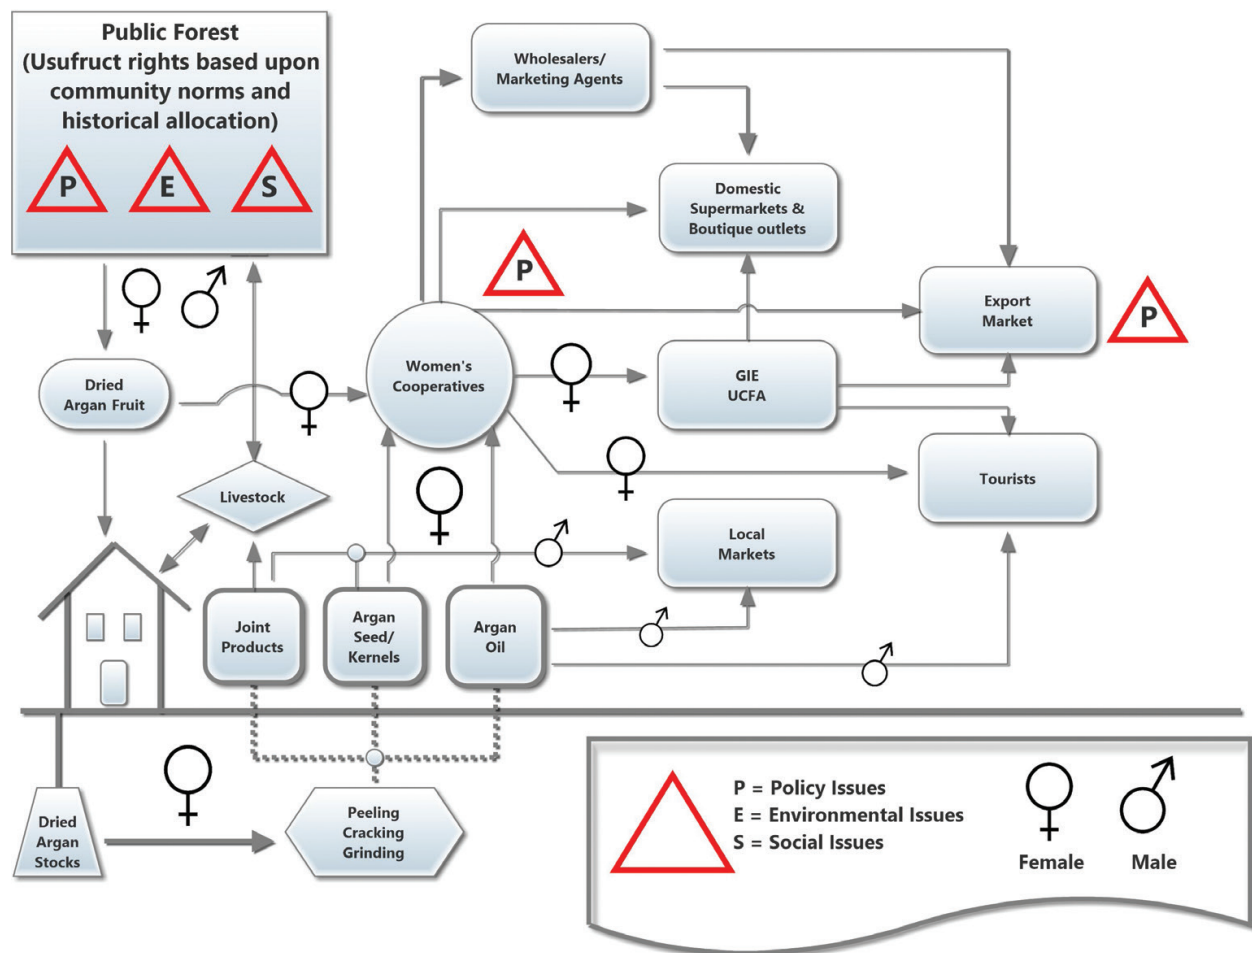 Public Forest
(Usufruct rights based upon
community norms and
historical allocation)
P
E
S
Wholesalers/
Marketing Agents
Domestic
Supermarkets &
Boutique outlets
P
Export
Market
P
Dried
Argan Fruit
Women's
Cooperatives
GIE
UCFA
Tourists
Livestock
Local
Markets
Joint
Products
Argan
Seed/
Kernels
Argan
Oil
Dried
Argan
Stocks
Peeling
Cracking
Grinding
P = Policy Issues
E = Environmental Issues
S = Social Issues
Female
Male